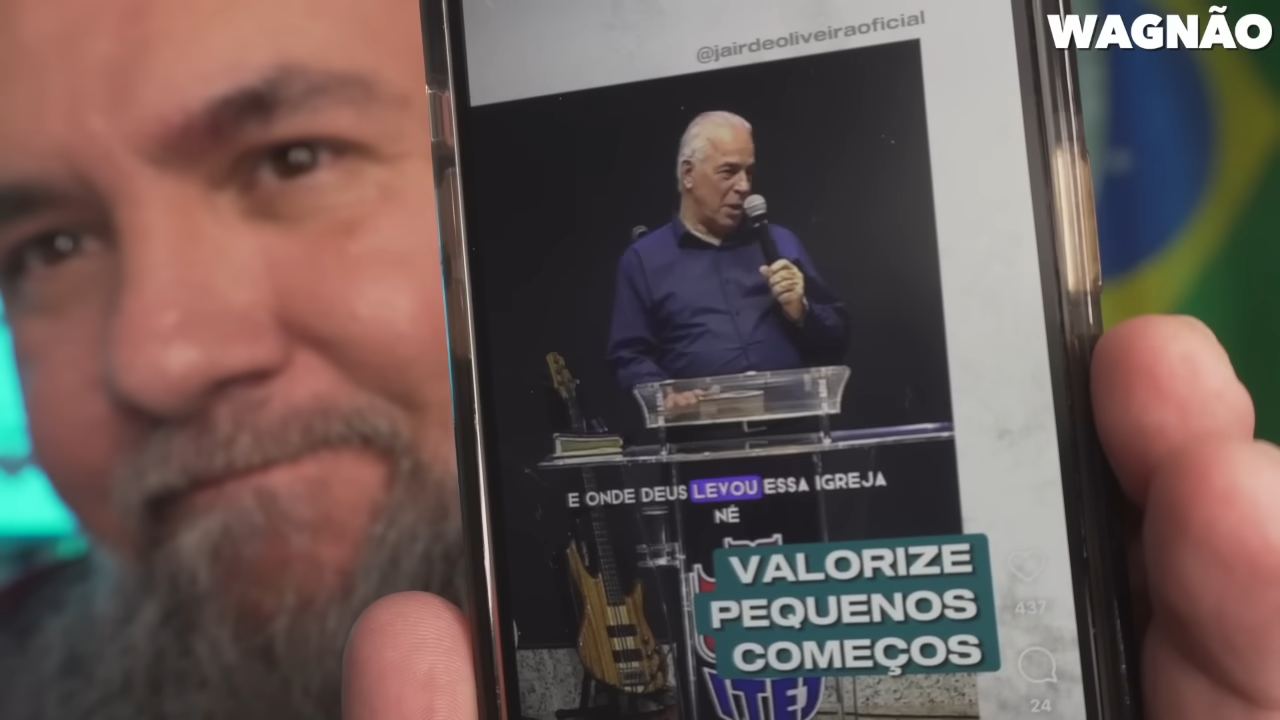 WAGNÃO
@jairdeoliveiraoficial
E ONDE DEUS LEVOU ESSA IGREJA
NÉ
VALORIZE
PEQUENOS
COMEÇOS
437
24